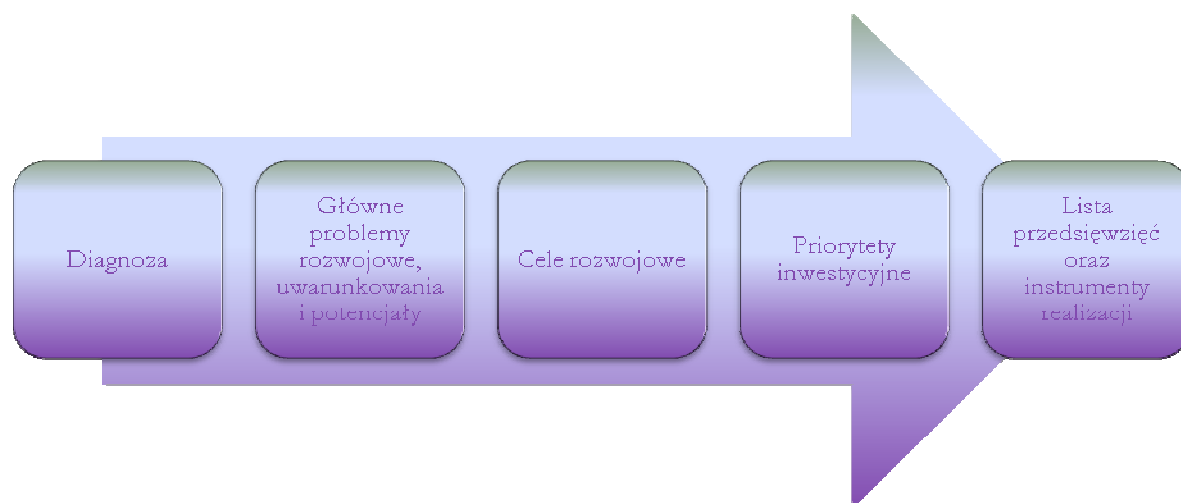 Diagnoza
Główne
problemy
rozwojowe,
uwarunkowania
i potencjały
Cele rozwojowe
Priorytety
inwestycyjne
Lista
przedsięwzięć
oraz
instrumenty
realizacji